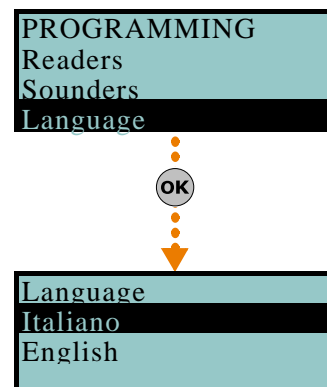 PROGRAMMING
Readers
Sounders
Language
OK
Language
Italiano
English